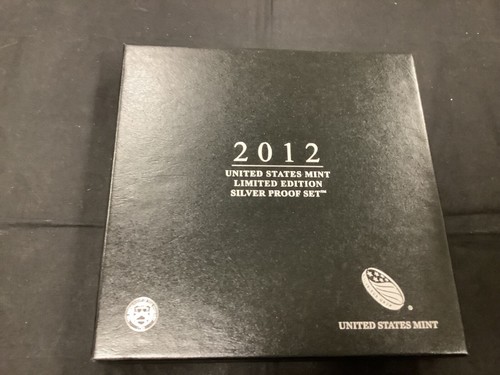 2012
UNITED STATES MINT
LIMITED EDITION
SILVER PROOF SET™
®
UNITED STATES MINT